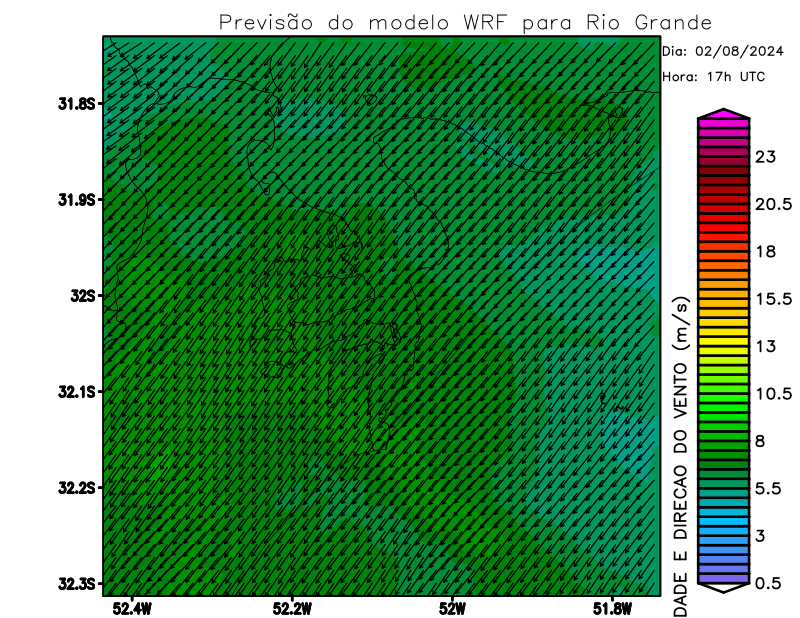 Previsão do modelo WRF para Rio Grande
Dia: 02/08/2024
Hora: 17h UTC
31.8S
31.9S
32S
32.1S
32.2S
32.3S
52.4W
52.2W
52W
51.8W
23
20.5
18
15.5
13
10.5
8
5.5
3
0.5
DADE E DIRECAO DO VENTO (m/s)